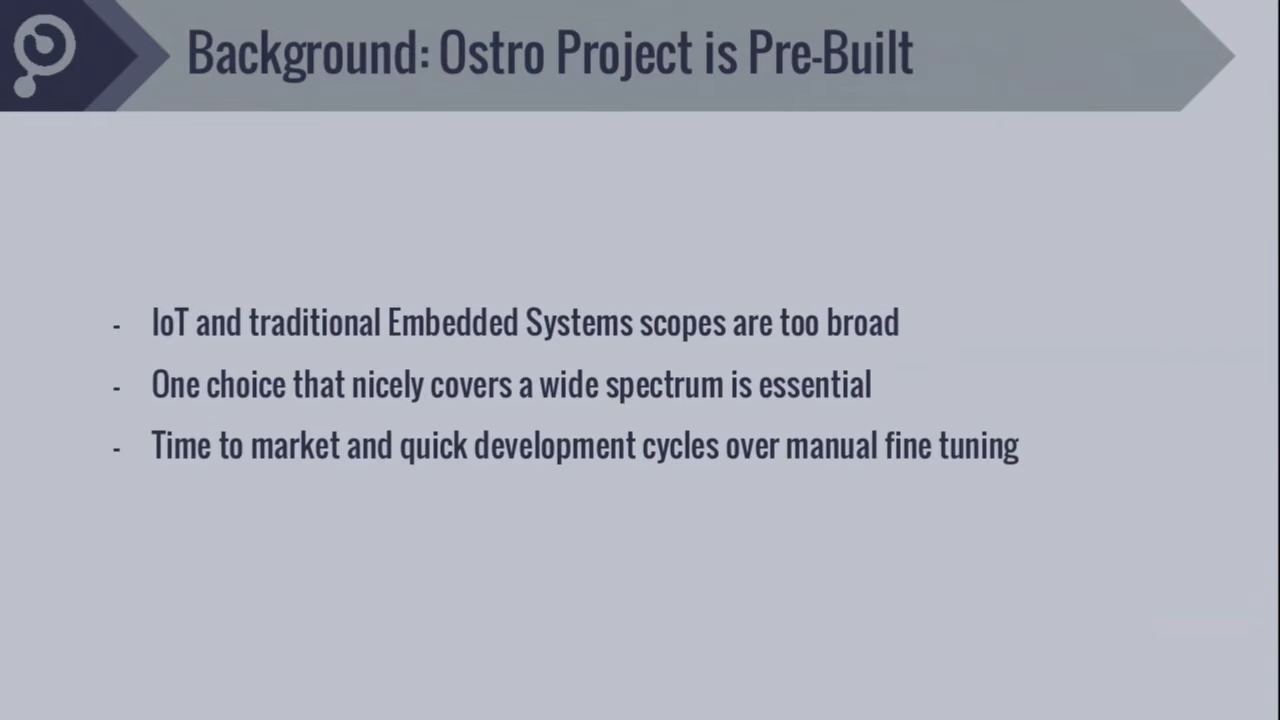 Background: Ostro Project is Pre-Built
- IoT and traditional Embedded Systems scopes are too broad
- One choice that nicely covers a wide spectrum is essential
- Time to market and quick development cycles over manual fine tuning